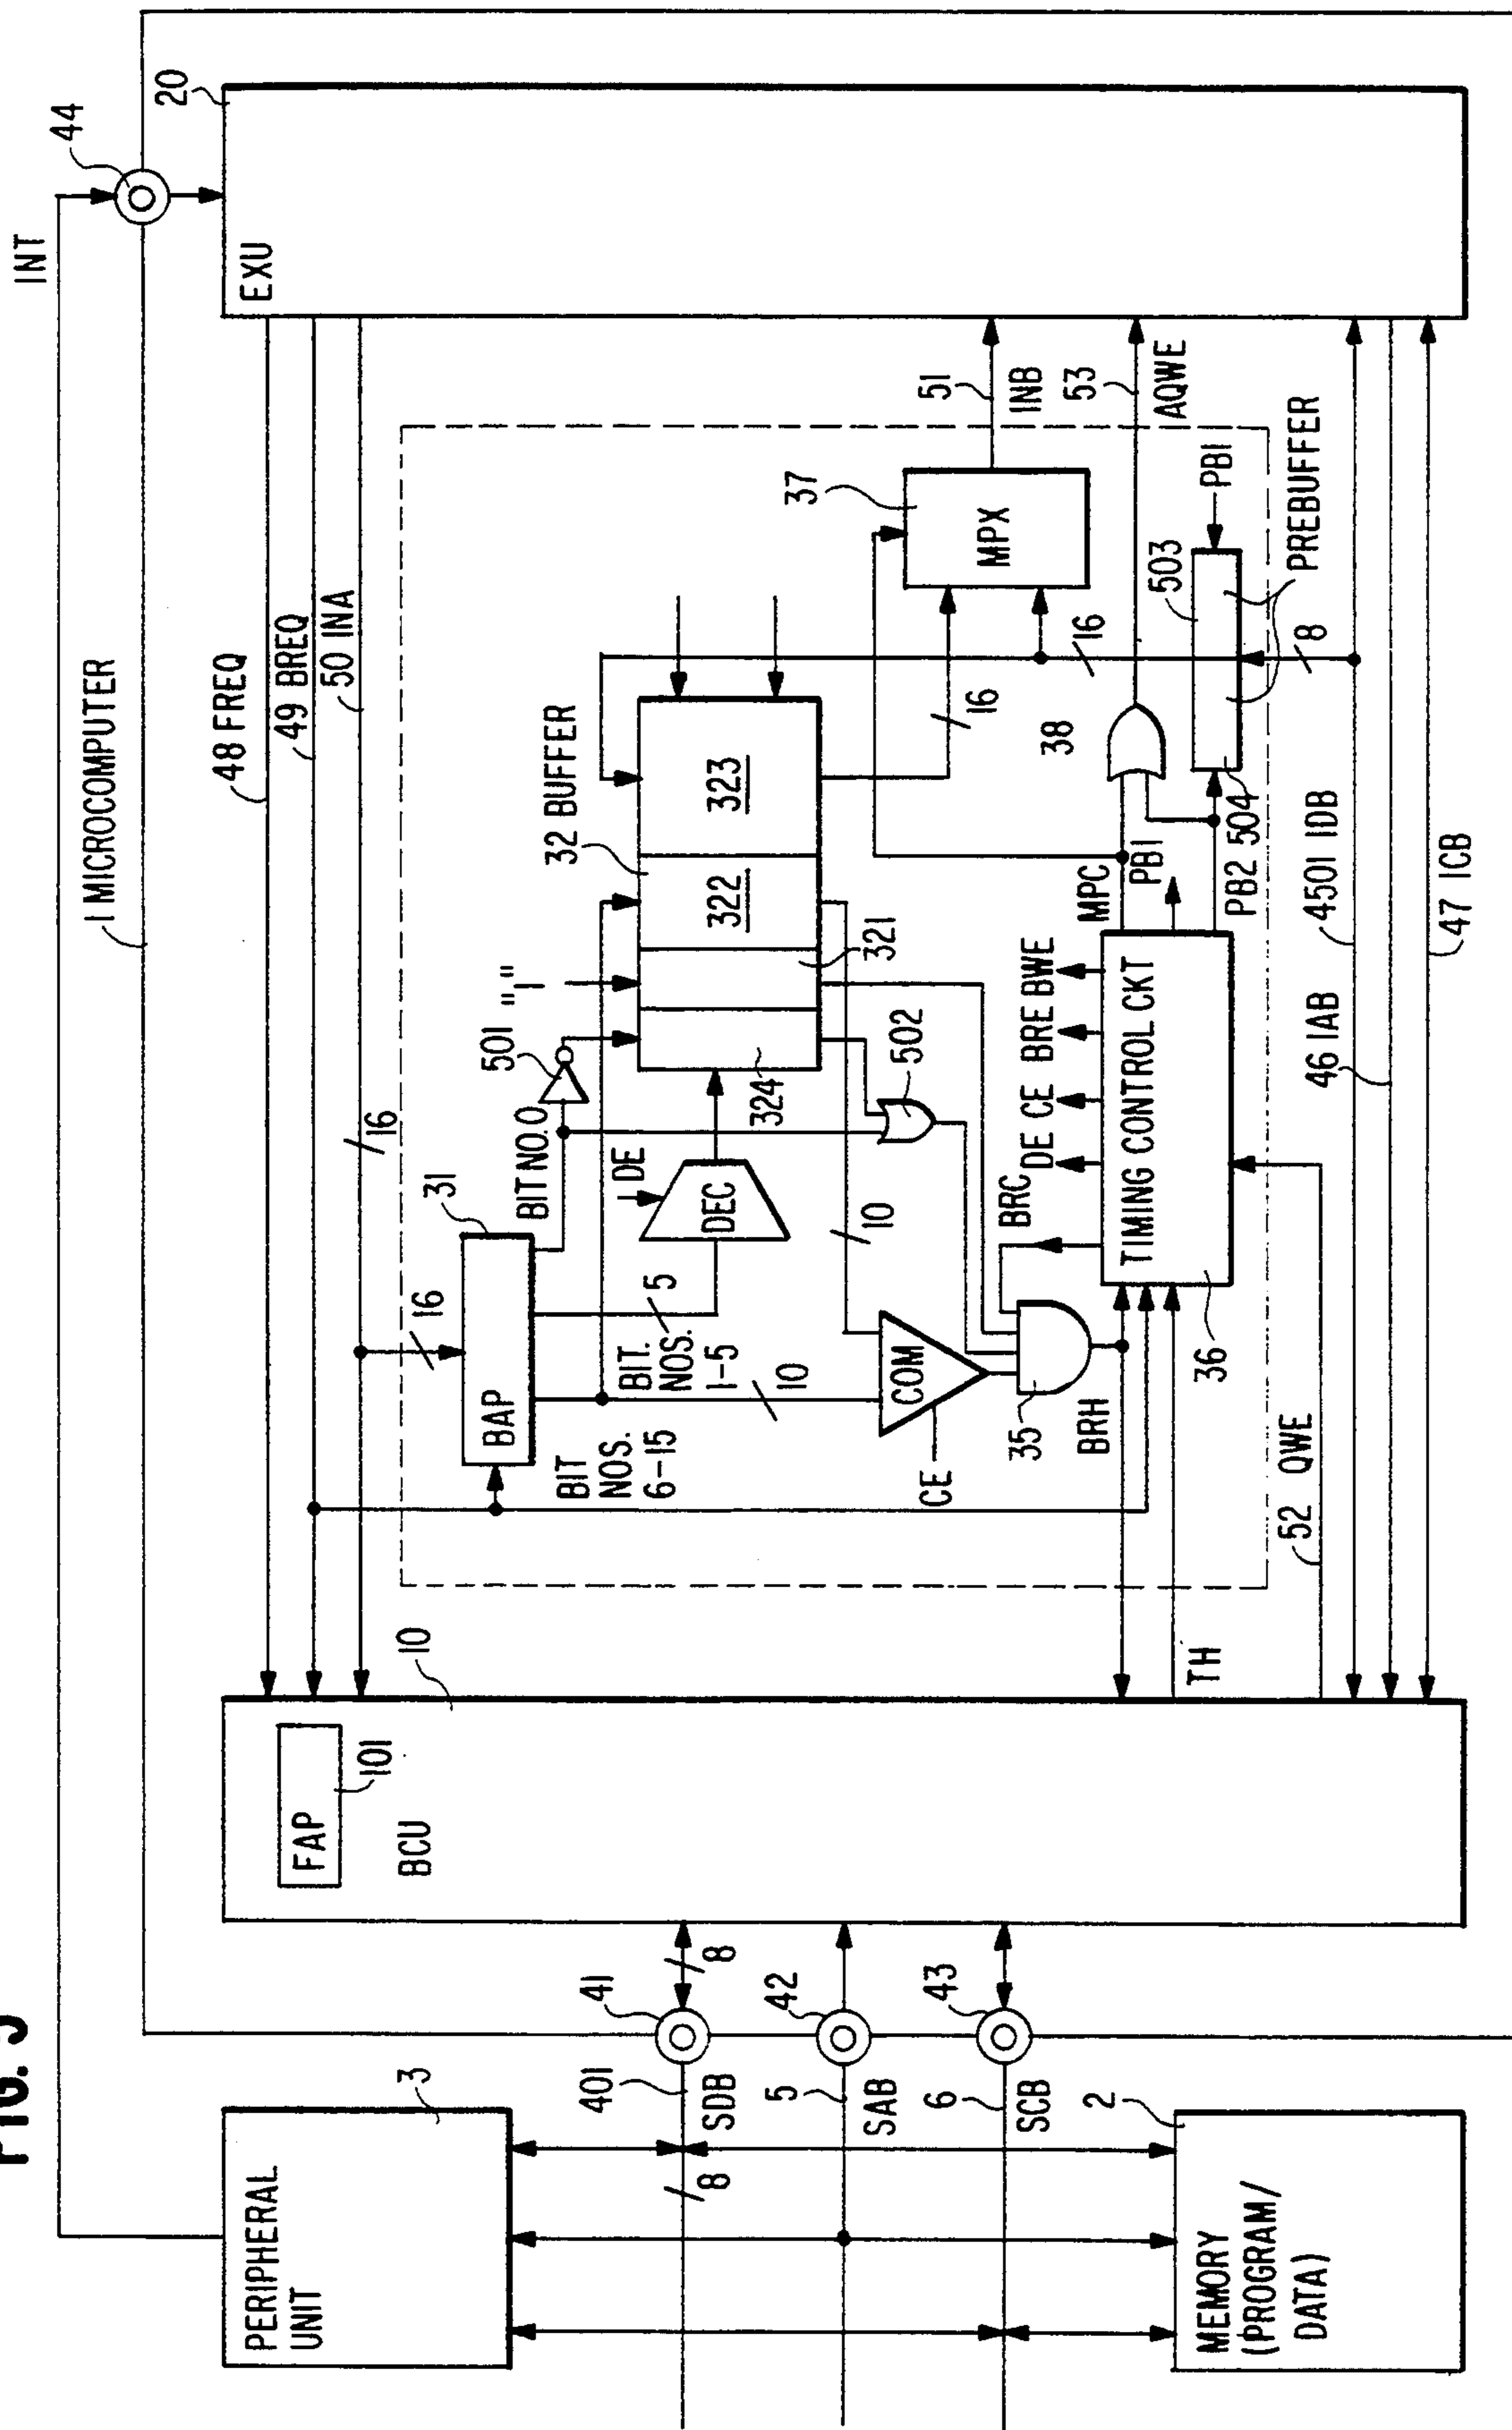 FIG. 5
INT
44
1 MICROCOMPUTER
20
EXU
48 FREQ
49 BREQ
50 INA
16
PERIPHERAL
UNIT
3
401
SDB
8
41
8
5
SAB
42
6
SCB
43
2
MEMORY
(PROGRAM/
DATA)
FAP
101
BCU
10
BAP
31
16
BIT NO. 0
501
"1"
BIT.
NOS.
1-5
5
BIT
NOS.
6-15
10
DE
DEC
32 BUFFER
324
321
322
323
502
10
COM
CE
35
BRH
BRC
DE
CE
BRE
BWE
TIMING CONTROL CKT
36
MPC
PB1
PB2
504
38
503
PB1
PREBUFFER
16
16
8
37
MPX
51
INB
53
AQWE
TH
52 QWE
4501 IDB
46 IAB
47 ICB